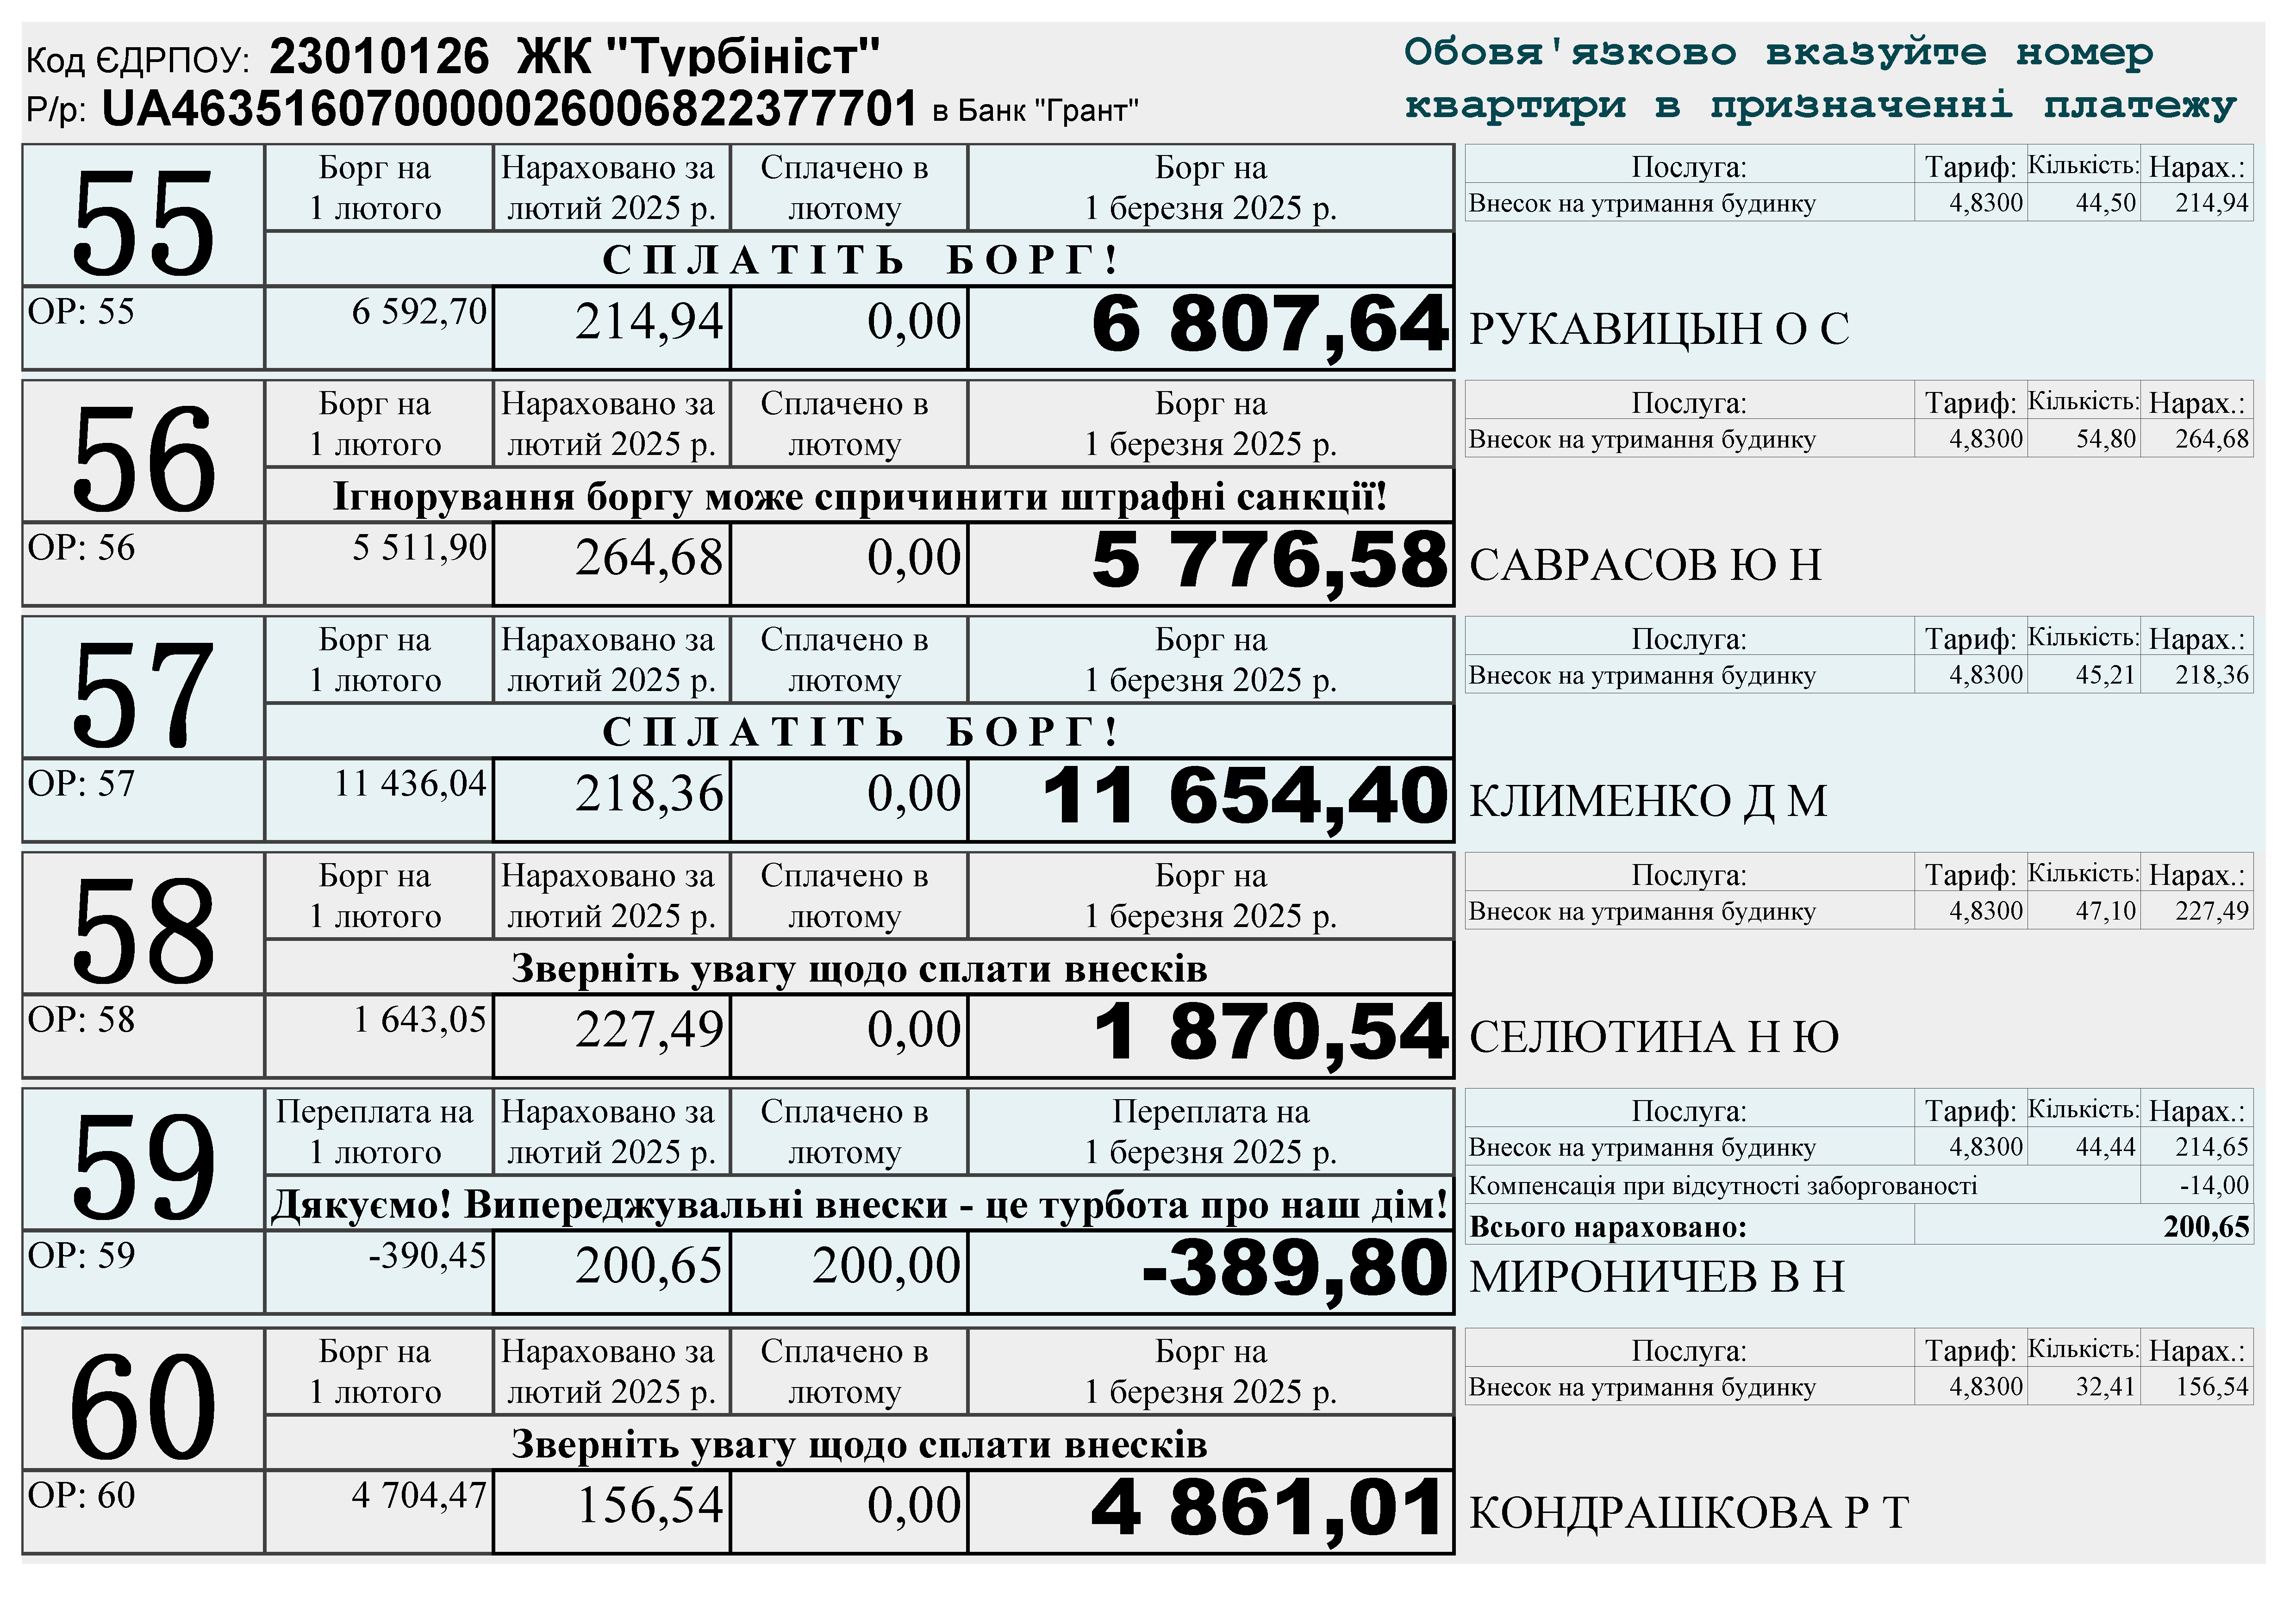 Код ЄДРПОУ: 23010126 ЖК "Турбініст"
Р/р: UA463516070000026006822377701 в Банк "Грант"
Обовя'язково вказуйте номер
квартири в призначенні платежу
55
Борг на
1 лютого
Нараховано за
лютий 2025 р.
Сплачено в
лютому
Борг на
1 березня 2025 р.
С П Л А Т І Т Ь   Б О Р Г !
ОР: 55
6 592,70
214,94
0,00
6 807,64
Послуга: Тариф: Кількість: Нарах.:
Внесок на утримання будинку 4,8300 44,50 214,94
РУКАВИЦЫН О С
56
Борг на
1 лютого
Нараховано за
лютий 2025 р.
Сплачено в
лютому
Борг на
1 березня 2025 р.
Ігнорування боргу може спричинити штрафні санкції!
ОР: 56
5 511,90
264,68
0,00
5 776,58
Послуга: Тариф: Кількість: Нарах.:
Внесок на утримання будинку 4,8300 54,80 264,68
САВРАСОВ Ю Н
57
Борг на
1 лютого
Нараховано за
лютий 2025 р.
Сплачено в
лютому
Борг на
1 березня 2025 р.
С П Л А Т І Т Ь   Б О Р Г !
ОР: 57
11 436,04
218,36
0,00
11 654,40
Послуга: Тариф: Кількість: Нарах.:
Внесок на утримання будинку 4,8300 45,21 218,36
КЛИМЕНКО Д М
58
Борг на
1 лютого
Нараховано за
лютий 2025 р.
Сплачено в
лютому
Борг на
1 березня 2025 р.
Зверніть увагу щодо сплати внесків
ОР: 58
1 643,05
227,49
0,00
1 870,54
Послуга: Тариф: Кількість: Нарах.:
Внесок на утримання будинку 4,8300 47,10 227,49
СЕЛЮТИНА Н Ю
59
Переплата на
1 лютого
Нараховано за
лютий 2025 р.
Сплачено в
лютому
Переплата на
1 березня 2025 р.
Дякуємо! Випереджувальні внески - це турбота про наш дім!
ОР: 59
-390,45
200,65
200,00
-389,80
Послуга: Тариф: Кількість: Нарах.:
Внесок на утримання будинку 4,8300 44,44 214,65
Компенсація при відсутності заборгованості -14,00
Всього нараховано: 200,65
МИРОНИЧЕВ В Н
60
Борг на
1 лютого
Нараховано за
лютий 2025 р.
Сплачено в
лютому
Борг на
1 березня 2025 р.
Зверніть увагу щодо сплати внесків
ОР: 60
4 704,47
156,54
0,00
4 861,01
Послуга: Тариф: Кількість: Нарах.:
Внесок на утримання будинку 4,8300 32,41 156,54
КОНДРАШКОВА Р Т